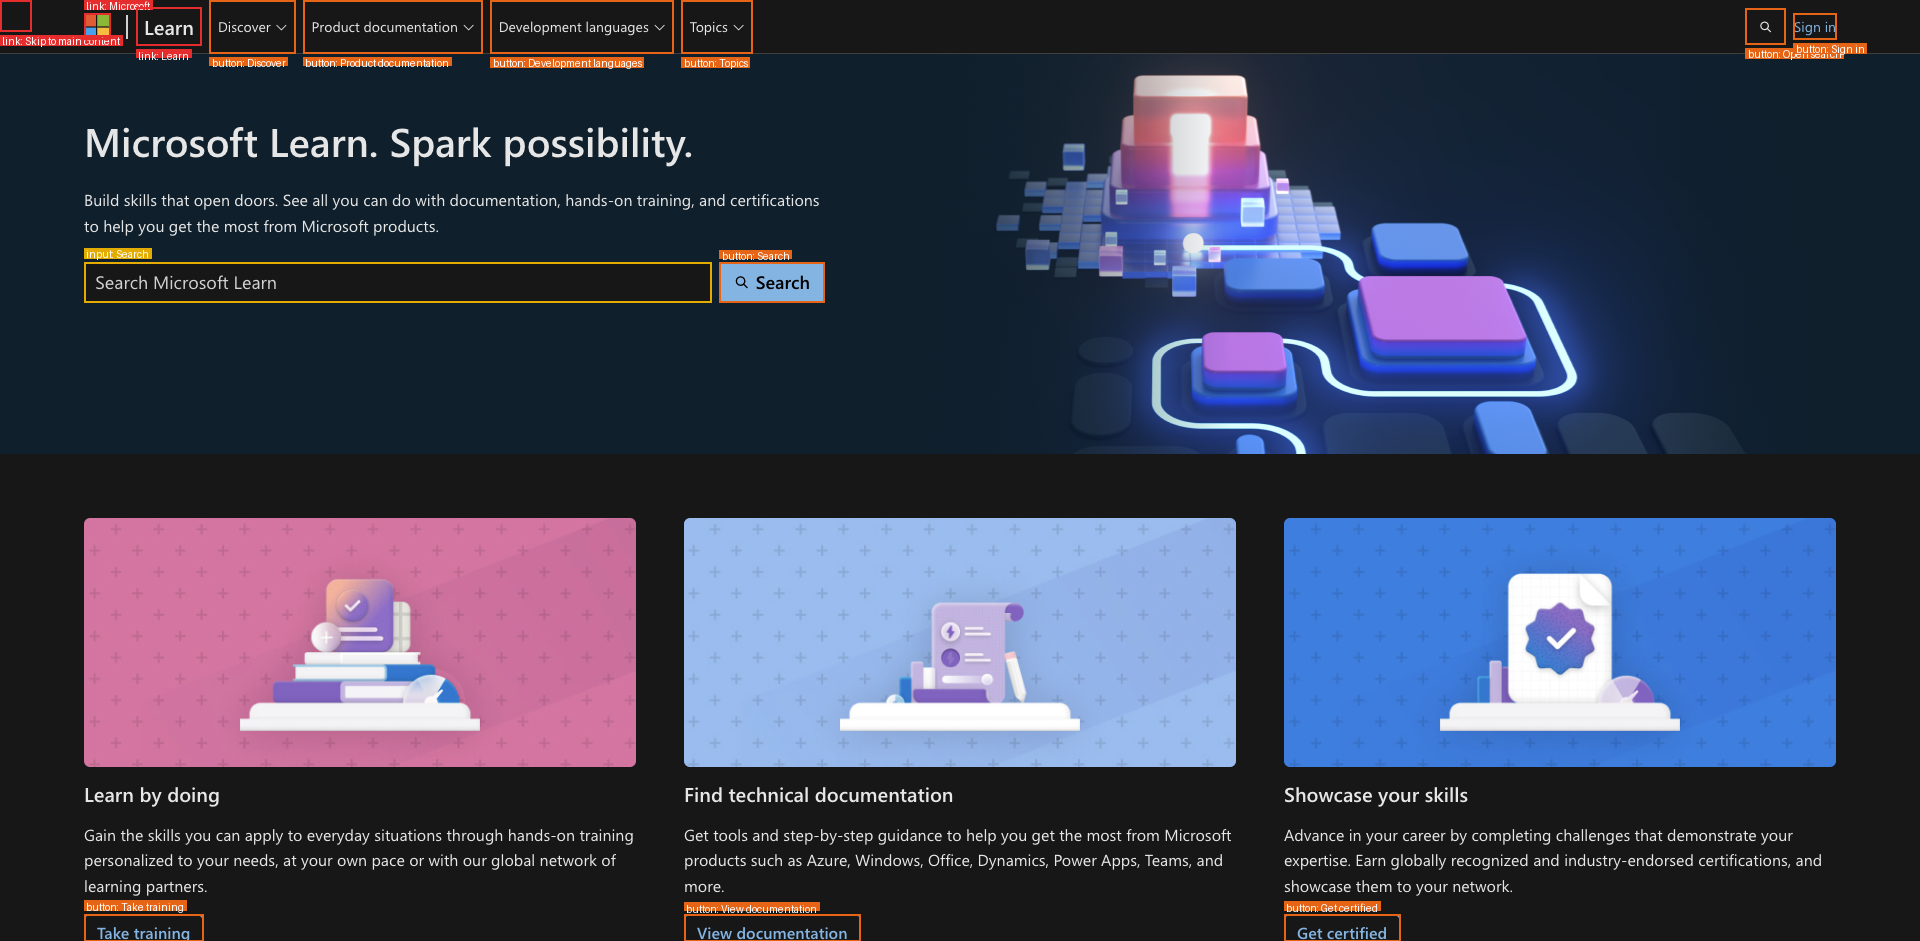 link: Microsoft
link: Skip to main content
Learn
link: Learn
Discover
button: Discover
Product documentation
button: Product documentation
Development languages
button: Development languages
Topics
button: Topics
button: Open search
Sign in
button: Sign in
Microsoft Learn. Spark possibility.
Build skills that open doors. See all you can do with documentation, hands-on training, and certifications
to help you get the most from Microsoft products.
input: Search
Search Microsoft Learn
button: Search
Search
Learn by doing
Gain the skills you can apply to everyday situations through hands-on training
personalized to your needs, at your own pace or with our global network of
learning partners.
button: Take training
Take training
Find technical documentation
Get tools and step-by-step guidance to help you get the most from Microsoft
products such as Azure, Windows, Office, Dynamics, Power Apps, Teams, and
more.
button: View documentation
View documentation
Showcase your skills
Advance in your career by completing challenges that demonstrate your
expertise. Earn globally recognized and industry-endorsed certifications, and
showcase them to your network.
button: Get certified
Get certified